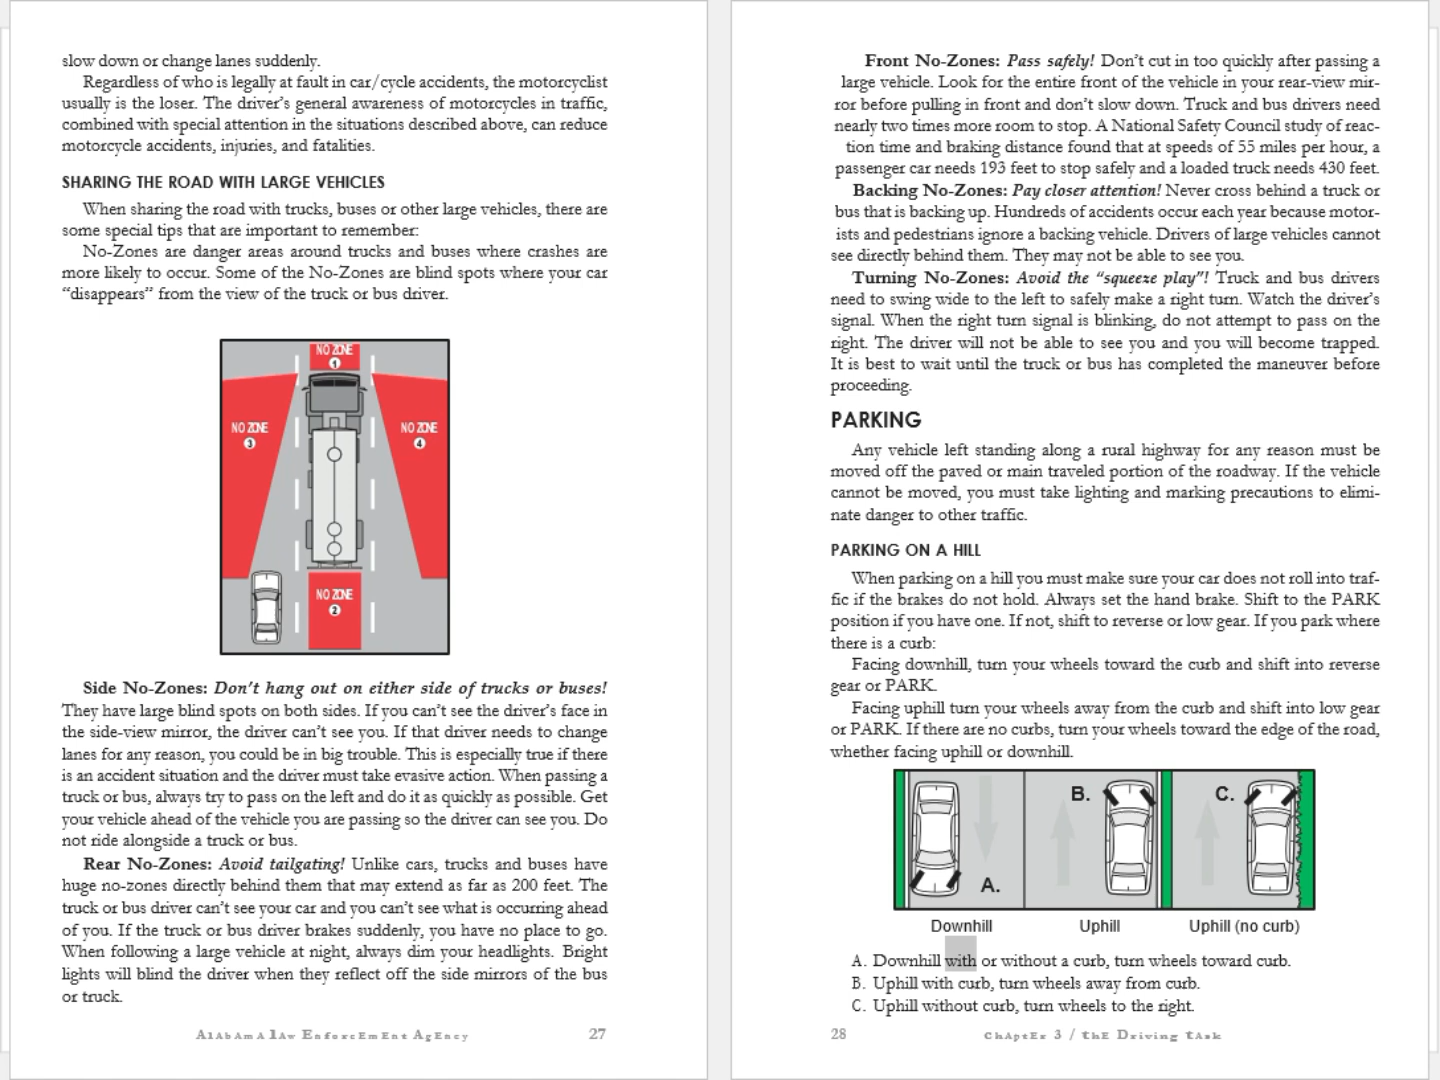 slow down or change lanes suddenly.
Regardless of who is legally at fault in car/cycle accidents, the motorcyclist
usually is the loser. The driver's general awareness of motorcycles in traffic,
combined with special attention in the situations described above, can reduce
motorcycle accidents, injuries, and fatalities.
SHARING THE ROAD WITH LARGE VEHICLES
When sharing the road with trucks, buses or other large vehicles, there are
some special tips that are important to remember:
No-Zones are danger areas around trucks and buses where crashes are
more likely to occur. Some of the No-Zones are blind spots where your car
“disappears” from the view of the truck or bus driver.
NO ZONE
1
NO ZONE
3
NO ZONE
4
NO ZONE
2
Side No-Zones: Don't hang out on either side of trucks or buses!
They have large blind spots on both sides. If you can't see the driver's face in
the side-view mirror, the driver can't see you. If that driver needs to change
lanes for any reason, you could be in big trouble. This is especially true if there
is an accident situation and the driver must take evasive action. When passing a
truck or bus, always try to pass on the left and do it as quickly as possible. Get
your vehicle ahead of the vehicle you are passing so the driver can see you. Do
not ride alongside a truck or bus.
Rear No-Zones: Avoid tailgating! Unlike cars, trucks and buses have
huge no-zones directly behind them that may extend as far as 200 feet. The
truck or bus driver can't see your car and you can't see what is occurring ahead
of you. If the truck or bus driver brakes suddenly, you have no place to go.
When following a large vehicle at night, always dim your headlights. Bright
lights will blind the driver when they reflect off the side mirrors of the bus
or truck.
Alabama Law Enforcement Agency 27
Front No-Zones: Pass safely! Don't cut in too quickly after passing a
large vehicle. Look for the entire front of the vehicle in your rear-view mir-
ror before pulling in front and don't slow down. Truck and bus drivers need
nearly two times more room to stop. A National Safety Council study of reac-
tion time and braking distance found that at speeds of 55 miles per hour, a
passenger car needs 193 feet to stop safely and a loaded truck needs 430 feet.
Backing No-Zones: Pay closer attention! Never cross behind a truck or
bus that is backing up. Hundreds of accidents occur each year because motor-
ists and pedestrians ignore a backing vehicle. Drivers of large vehicles cannot
see directly behind them. They may not be able to see you.
Turning No-Zones: Avoid the “squeeze play”! Truck and bus drivers
need to swing wide to the left to safely make a right turn. Watch the driver's
signal. When the right turn signal is blinking, do not attempt to pass on the
right. The driver will not be able to see you and you will become trapped.
It is best to wait until the truck or bus has completed the maneuver before
proceeding.
PARKING
Any vehicle left standing along a rural highway for any reason must be
moved off the paved or main traveled portion of the roadway. If the vehicle
cannot be moved, you must take lighting and marking precautions to elimi-
nate danger to other traffic.
PARKING ON A HILL
When parking on a hill you must make sure your car does not roll into traf-
fic if the brakes do not hold. Always set the hand brake. Shift to the PARK
position if you have one. If not, shift to reverse or low gear. If you park where
there is a curb:
Facing downhill, turn your wheels toward the curb and shift into reverse
gear or PARK.
Facing uphill turn your wheels away from the curb and shift into low gear
or PARK. If there are no curbs, turn your wheels toward the edge of the road,
whether facing uphill or downhill.
B. C.
A.
Downhill Uphill Uphill (no curb)
A. Downhill with or without a curb, turn wheels toward curb.
B. Uphill with curb, turn wheels away from curb.
C. Uphill without curb, turn wheels to the right.
28 Chapter 3 / the Driving task